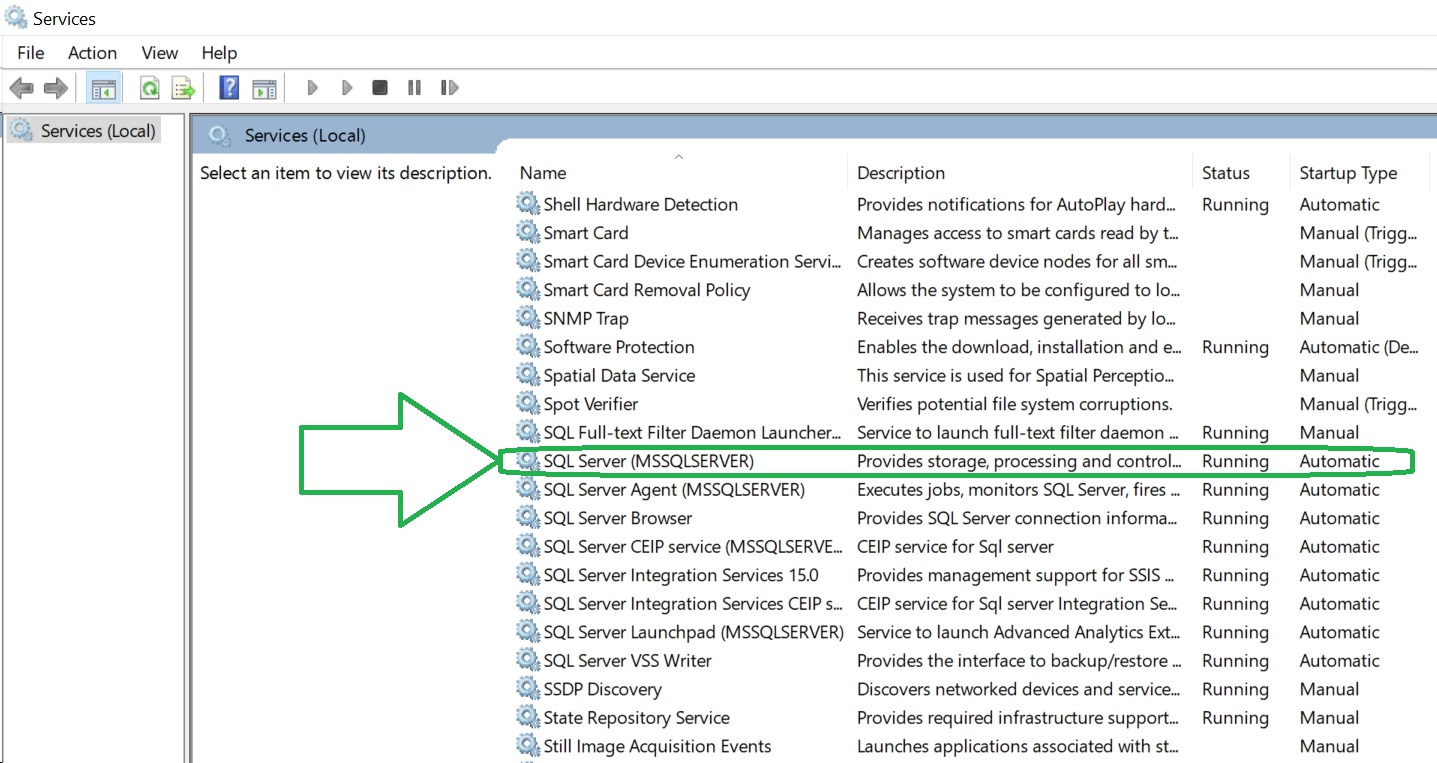 Services
File Action View Help
Services (Local)
Services (Local)
Select an item to view its description.
Name Description Status Startup Type
Shell Hardware Detection Provides notifications for AutoPlay hard... Running Automatic
Smart Card Manages access to smart cards read by t... Manual (Trigg...
Smart Card Device Enumeration Servi... Creates software device nodes for all sm... Manual (Trigg...
Smart Card Removal Policy Allows the system to be configured to lo... Manual
SNMP Trap Receives trap messages generated by lo... Manual
Software Protection Enables the download, installation and e... Running Automatic (De...
Spatial Data Service This service is used for Spatial Perceptio... Manual
Spot Verifier Verifies potential file system corruptions. Manual (Trigg...
SQL Full-text Filter Daemon Launcher... Service to launch full-text filter daemon ... Running Manual
SQL Server (MSSQLSERVER) Provides storage, processing and control... Running Automatic
SQL Server Agent (MSSQLSERVER) Executes jobs, monitors SQL Server, fires ... Running Automatic
SQL Server Browser Provides SQL Server connection informa... Running Automatic
SQL Server CEIP service (MSSQLSERVE... CEIP service for Sql server Running Automatic
SQL Server Integration Services 15.0 Provides management support for SSIS ... Running Automatic
SQL Server Integration Services CEIP s... CEIP service for Sql server Integration Se... Running Automatic
SQL Server Launchpad (MSSQLSERVER) Service to launch Advanced Analytics Ext... Running Automatic
SQL Server VSS Writer Provides the interface to backup/restore ... Running Automatic
SSDP Discovery Discovers networked devices and service... Running Manual
State Repository Service Provides required infrastructure support... Running Manual
Still Image Acquisition Events Launches applications associated with st... Manual